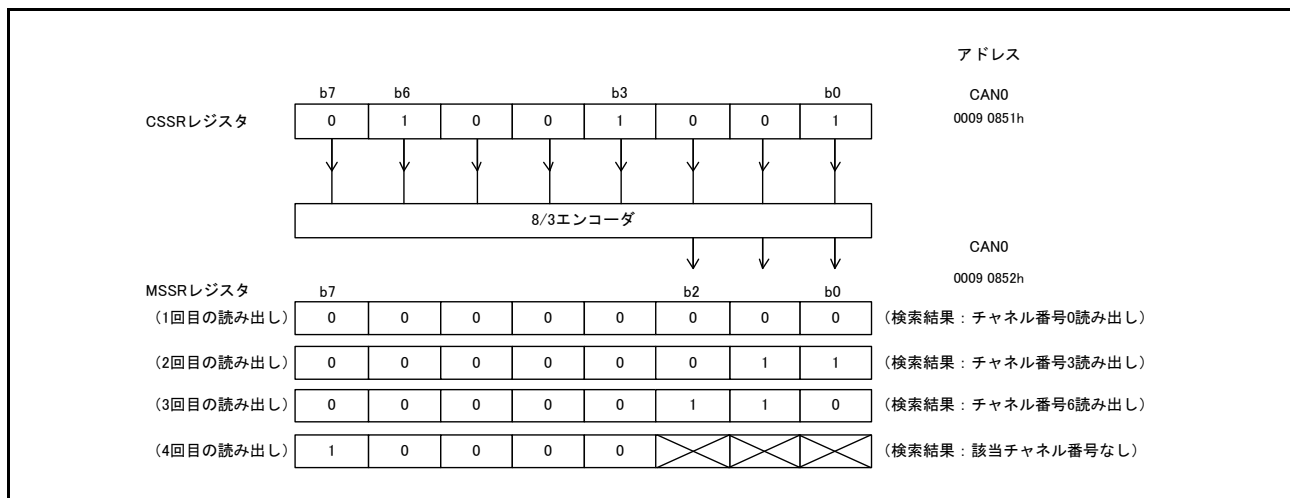 アドレス
b7 b6 b3 b0 CAN0
CSSRレジスタ 0 1 0 0 1 0 0 1 0009 0851h
8/3エンコーダ
CAN0
0009 0852h
MSSRレジスタ b7 b2 b0
(1回目の読み出し) 0 0 0 0 0 0 0 0 (検索結果：チャネル番号0読み出し)
(2回目の読み出し) 0 0 0 0 0 0 1 1 (検索結果：チャネル番号3読み出し)
(3回目の読み出し) 0 0 0 0 0 1 1 0 (検索結果：チャネル番号6読み出し)
(4回目の読み出し) 1 0 0 0 0 (検索結果：該当チャネル番号なし)